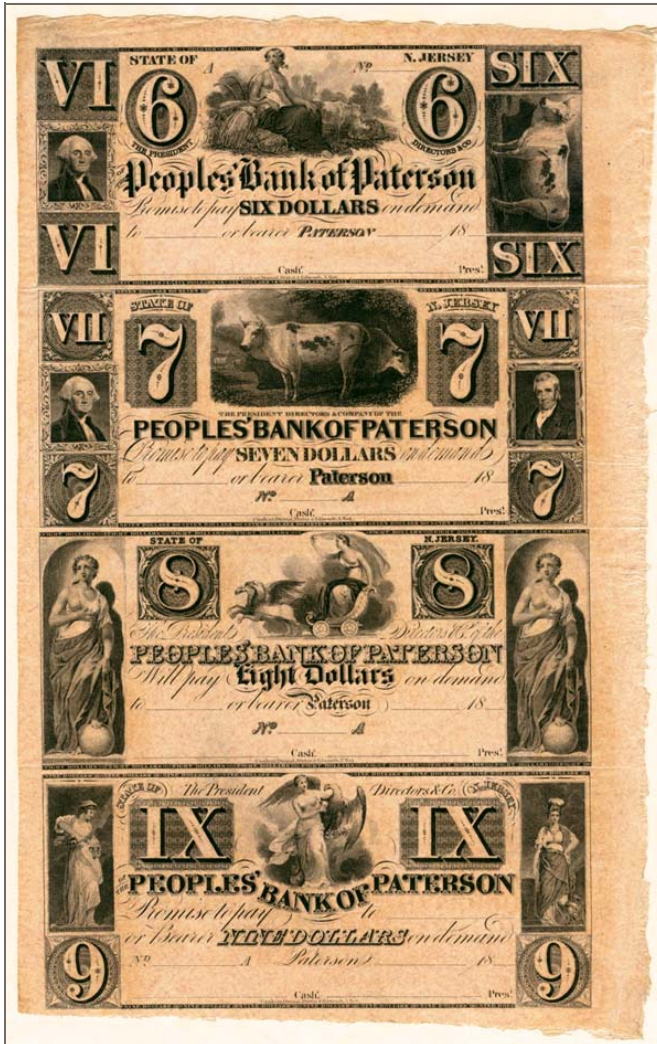 VI STATE OF A No N. JERSEY SIX
6 6
THE PRESIDENT DIRECTORS & CO
OF THE Peoples' Bank of Paterson
Promise to pay SIX DOLLARS on demand
VI to or bearer PATERSON 18 SIX
Cash.r Pres.t
VII STATE OF N. JERSEY VII
7 7
THE PRESIDENT DIRECTORS & COMPANY OF THE
PEOPLES' BANK OF PATERSON
Promise to pay SEVEN DOLLARS on demand
7 to or bearer Paterson 18 7
No A
Cash.r Pres.t
STATE OF N. JERSEY.
8 8
The President Directors & Co. of the
PEOPLES' BANK OF PATERSON
Will pay Eight Dollars on demand
to or bearer Paterson 18
No A
Cash.r Pres.t
STATE OF The President Directors & Co. N. JERSEY
IX IX
OF THE PEOPLES' BANK OF PATERSON
Promise to pay to
or Bearer NINE DOLLARS on demand
9 No A Paterson 18 9
Cash.r Pres.t